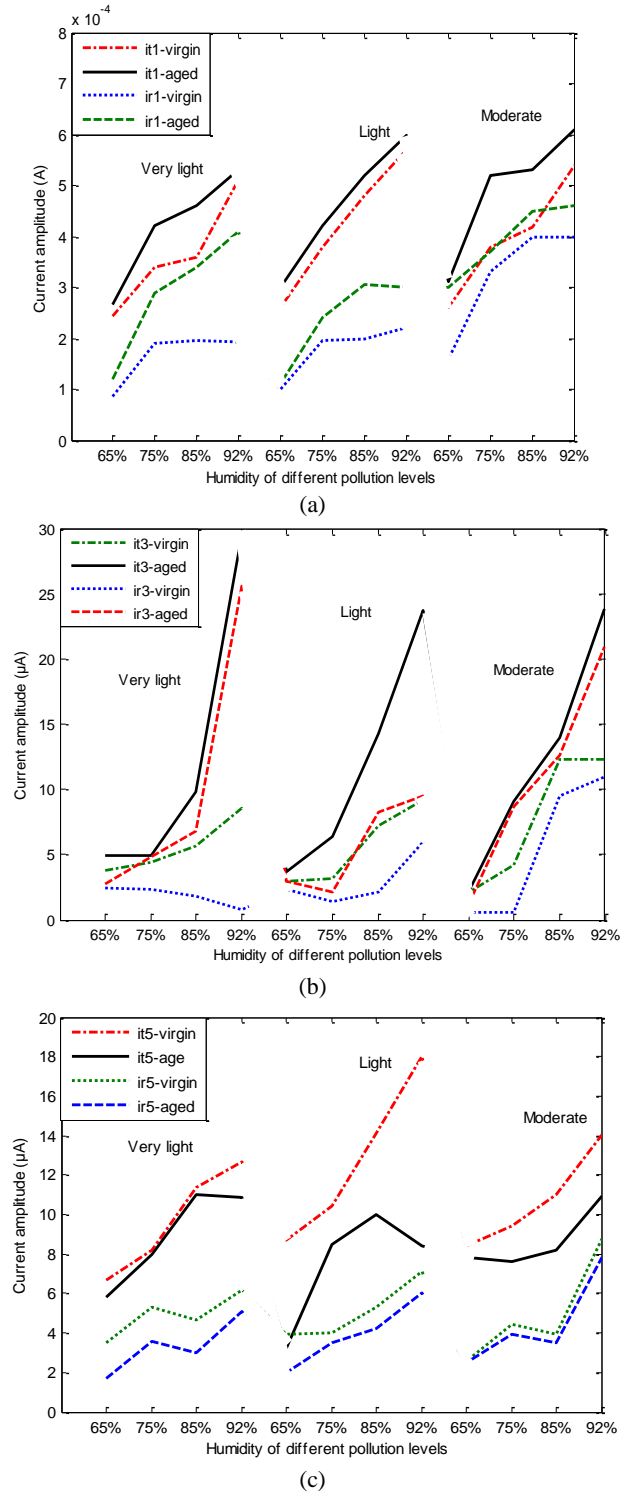 x 10⁻⁴
8
7
6
5
4
3
2
1
0
Current amplitude (A)
it1-virgin
it1-aged
ir1-virgin
ir1-aged
Very light
Light
Moderate
65% 75% 85% 92% 65% 75% 85% 92% 65% 75% 85% 92%
Humidity of different pollution levels
(a)
30
25
20
15
10
5
0
Current amplitude (µA)
it3-virgin
it3-aged
ir3-virgin
ir3-aged
Very light
Light
Moderate
65% 75% 85% 92% 65% 75% 85% 92% 65% 75% 85% 92%
Humidity of different pollution levels
(b)
20
18
16
14
12
10
8
6
4
2
0
Current amplitude (µA)
it5-virgin
it5-age
ir5-virgin
ir5-aged
Very light
Light
Moderate
65% 75% 85% 92% 65% 75% 85% 92% 65% 75% 85% 92%
Humidity of different pollution levels
(c)